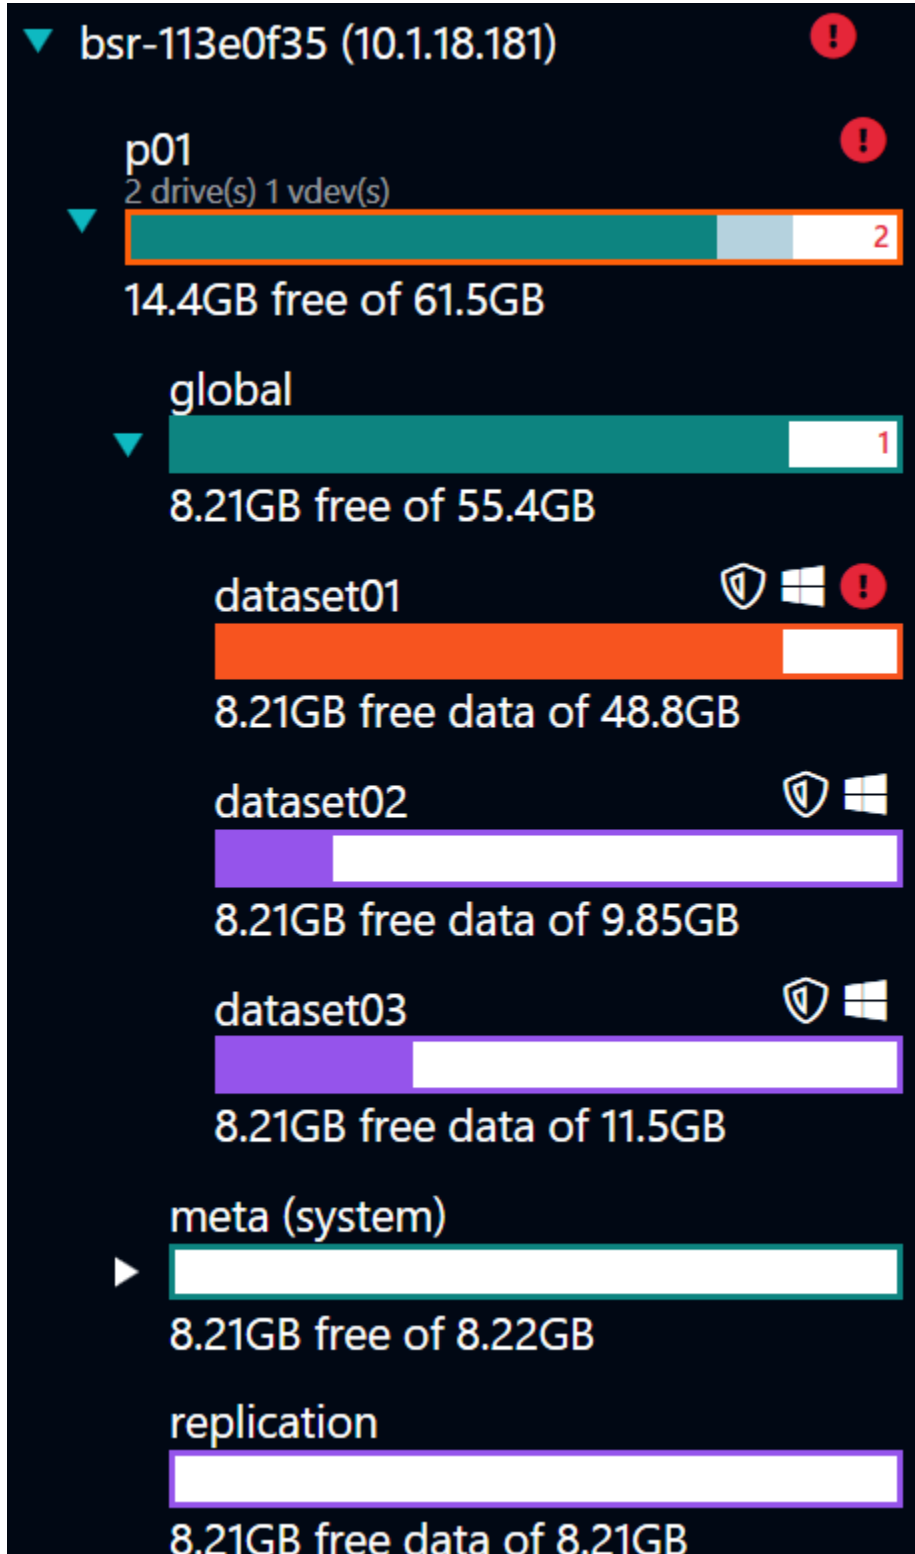 bsr-113e0f35 (10.1.18.181)
p01
2 drive(s) 1 vdev(s)
2
14.4GB free of 61.5GB
global
1
8.21GB free of 55.4GB
dataset01
8.21GB free data of 48.8GB
dataset02
8.21GB free data of 9.85GB
dataset03
8.21GB free data of 11.5GB
meta (system)
8.21GB free of 8.22GB
replication
8.21GB free data of 8.21GB